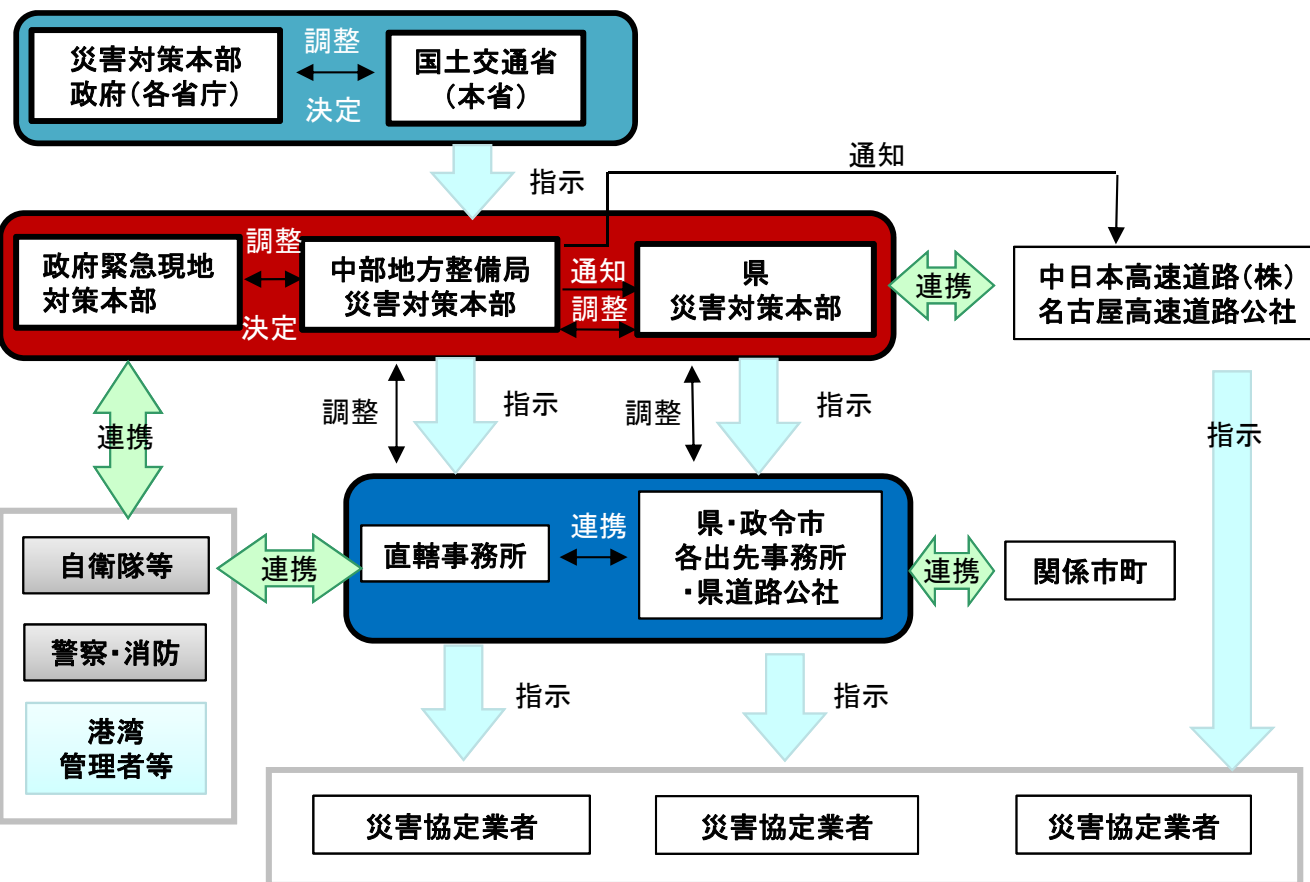 災害対策本部
政府(各省庁)
調整
決定
国土交通省
(本省)
指示
通知
政府緊急現地
対策本部
調整
決定
中部地方整備局
災害対策本部
通知
調整
県
災害対策本部
連携
中日本高速道路(株)
名古屋高速道路公社
連携
調整
指示
調整
指示
指示
自衛隊等
警察・消防
港湾
管理者等
連携
直轄事務所
連携
県・政令市
各出先事務所
・県道路公社
連携
関係市町
指示
指示
災害協定業者
災害協定業者
災害協定業者